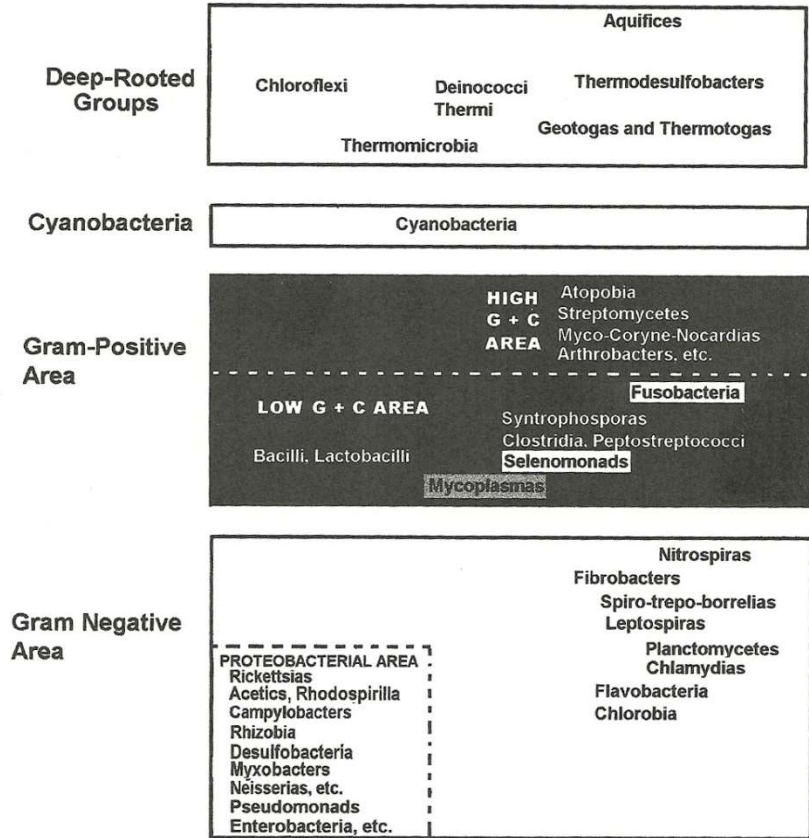 Aquifices
Deep-Rooted
Groups
Chloroflexi
Deinococci
Thermi
Thermodesulfobacters
Geotogas and Thermotogas
Thermomicrobia
Cyanobacteria
Cyanobacteria
Gram-Positive
Area
HIGH
G + C
AREA
Atopobia
Streptomycetes
Myco-Coryne-Nocardias
Arthrobacters, etc.
Fusobacteria
LOW G + C AREA
Syntrophosporas
Clostridia, Peptostreptococci
Bacilli, Lactobacilli
Selenomonads
Mycoplasmas
Gram Negative
Area
Nitrospiras
Fibrobacters
Spiro-trepo-borrelias
Leptospiras
Planctomycetes
Chlamydias
Flavobacteria
Chlorobia
PROTEOBACTERIAL AREA
Rickettsias
Acetics, Rhodospirilla
Campylobacters
Rhizobia
Desulfobacteria
Myxobacters
Neisserias, etc.
Pseudomonads
Enterobacteria, etc.